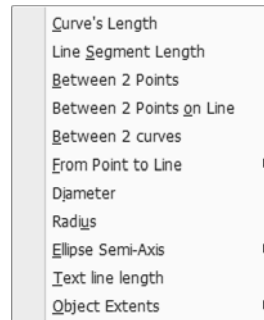 Curve's Length
Line Segment Length
Between 2 Points
Between 2 Points on Line
Between 2 curves
From Point to Line
Diameter
Radius
Ellipse Semi-Axis
Text line length
Object Extents